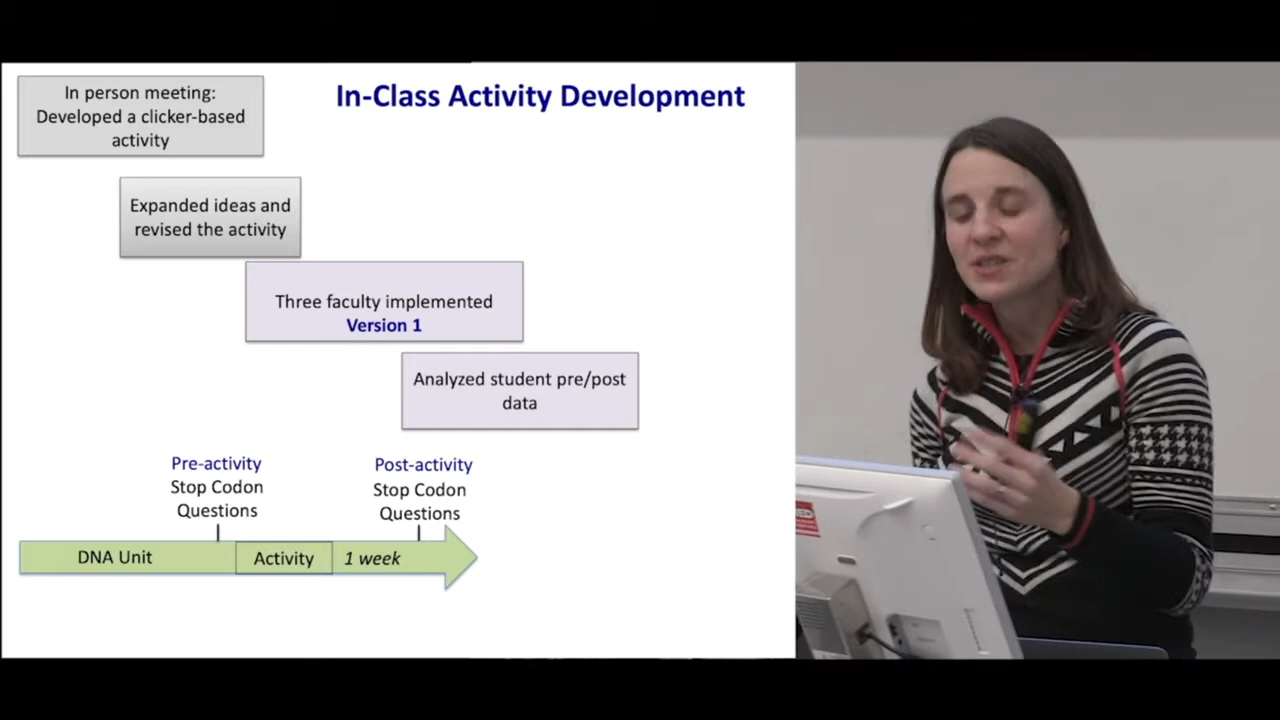 In-Class Activity Development
In person meeting:
Developed a clicker-based
activity
Expanded ideas and
revised the activity
Three faculty implemented
Version 1
Analyzed student pre/post
data
Pre-activity
Stop Codon
Questions
Post-activity
Stop Codon
Questions
DNA Unit
Activity
1 week